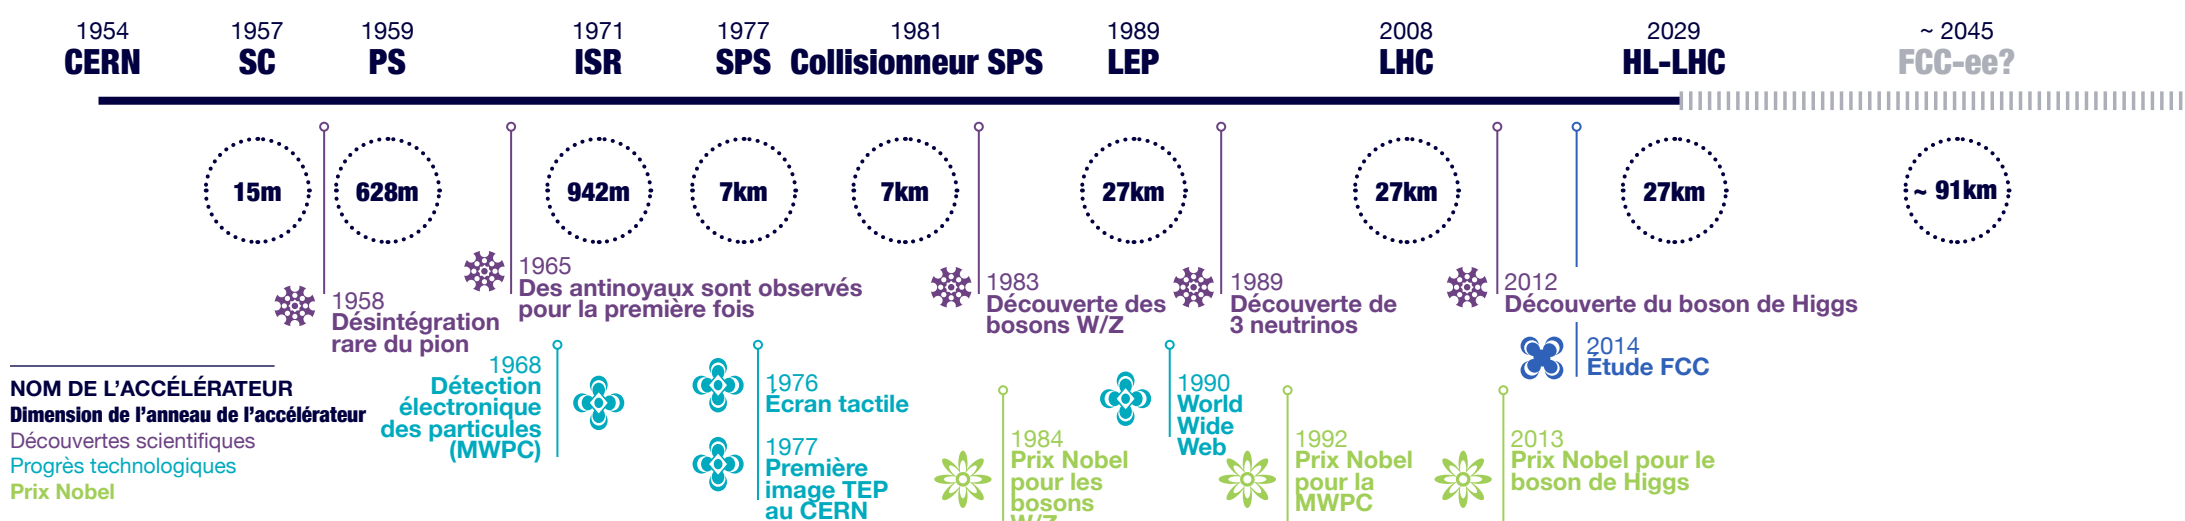 1954
CERN
1957
SC
1959
PS
1971
ISR
1977
SPS
1981
Collisionneur SPS
1989
LEP
2008
LHC
2029
HL-LHC
~ 2045
FCC-ee?
15m
628m
942m
7km
7km
27km
27km
27km
~ 91km
1958
Désintégration
rare du pion
1965
Des antinoyaux sont observés
pour la première fois
1983
Découverte des
bosons W/Z
1989
Découverte de
3 neutrinos
2012
Découverte du boson de Higgs
2014
Étude FCC
1968
Détection
électronique
des particules
(MWPC)
1976
Écran tactile
1977
Première
image TEP
au CERN
1990
World
Wide
Web
1984
Prix Nobel
pour les
bosons
W/Z
1992
Prix Nobel
pour la
MWPC
2013
Prix Nobel pour le
boson de Higgs
NOM DE L’ACCÉLÉRATEUR
Dimension de l’anneau de l’accélérateur
Découvertes scientifiques
Progrès technologiques
Prix Nobel